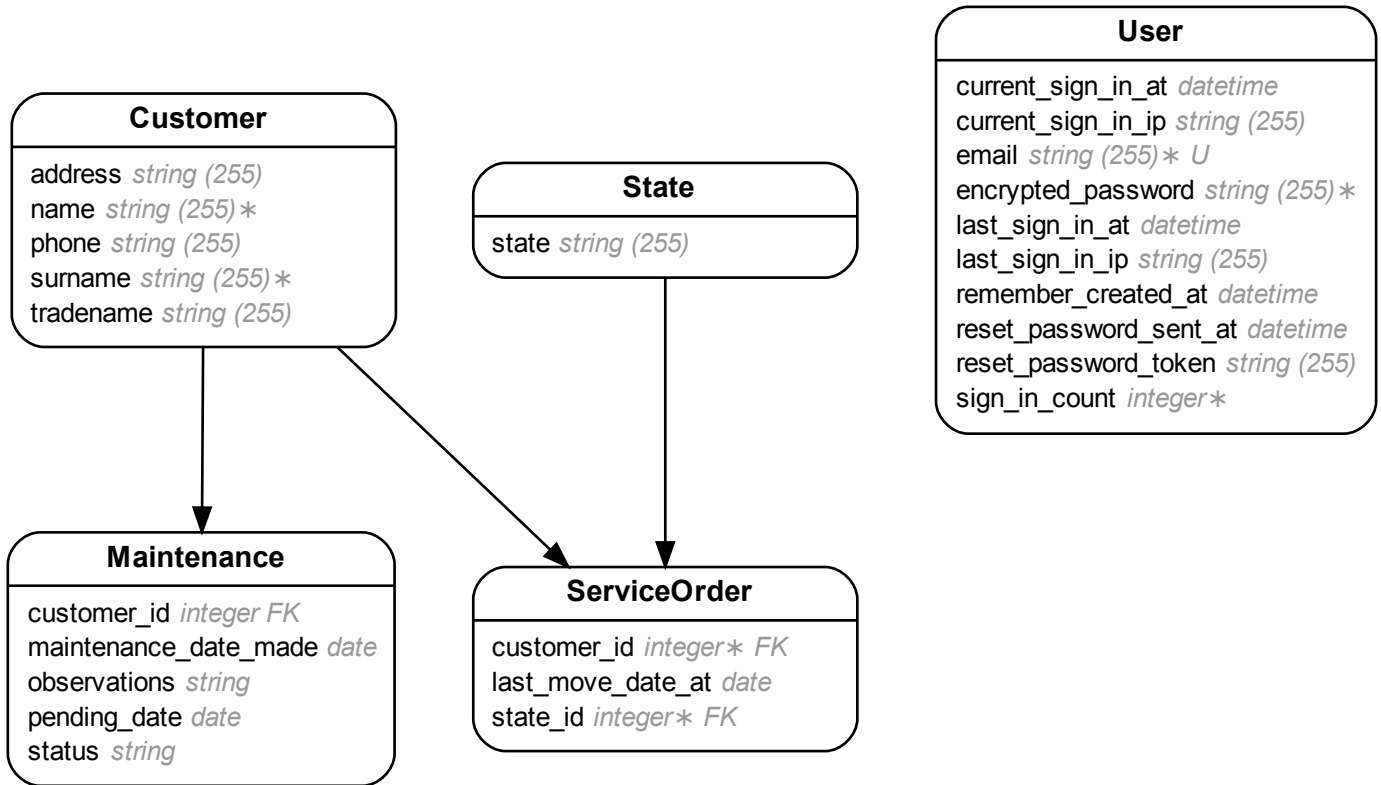 Customer
address string (255)
name string (255)∗
phone string (255)
surname string (255)∗
tradename string (255)
State
state string (255)
User
current_sign_in_at datetime
current_sign_in_ip string (255)
email string (255)∗ U
encrypted_password string (255)∗
last_sign_in_at datetime
last_sign_in_ip string (255)
remember_created_at datetime
reset_password_sent_at datetime
reset_password_token string (255)
sign_in_count integer∗
Maintenance
customer_id integer FK
maintenance_date_made date
observations string
pending_date date
status string
ServiceOrder
customer_id integer∗ FK
last_move_date_at date
state_id integer∗ FK